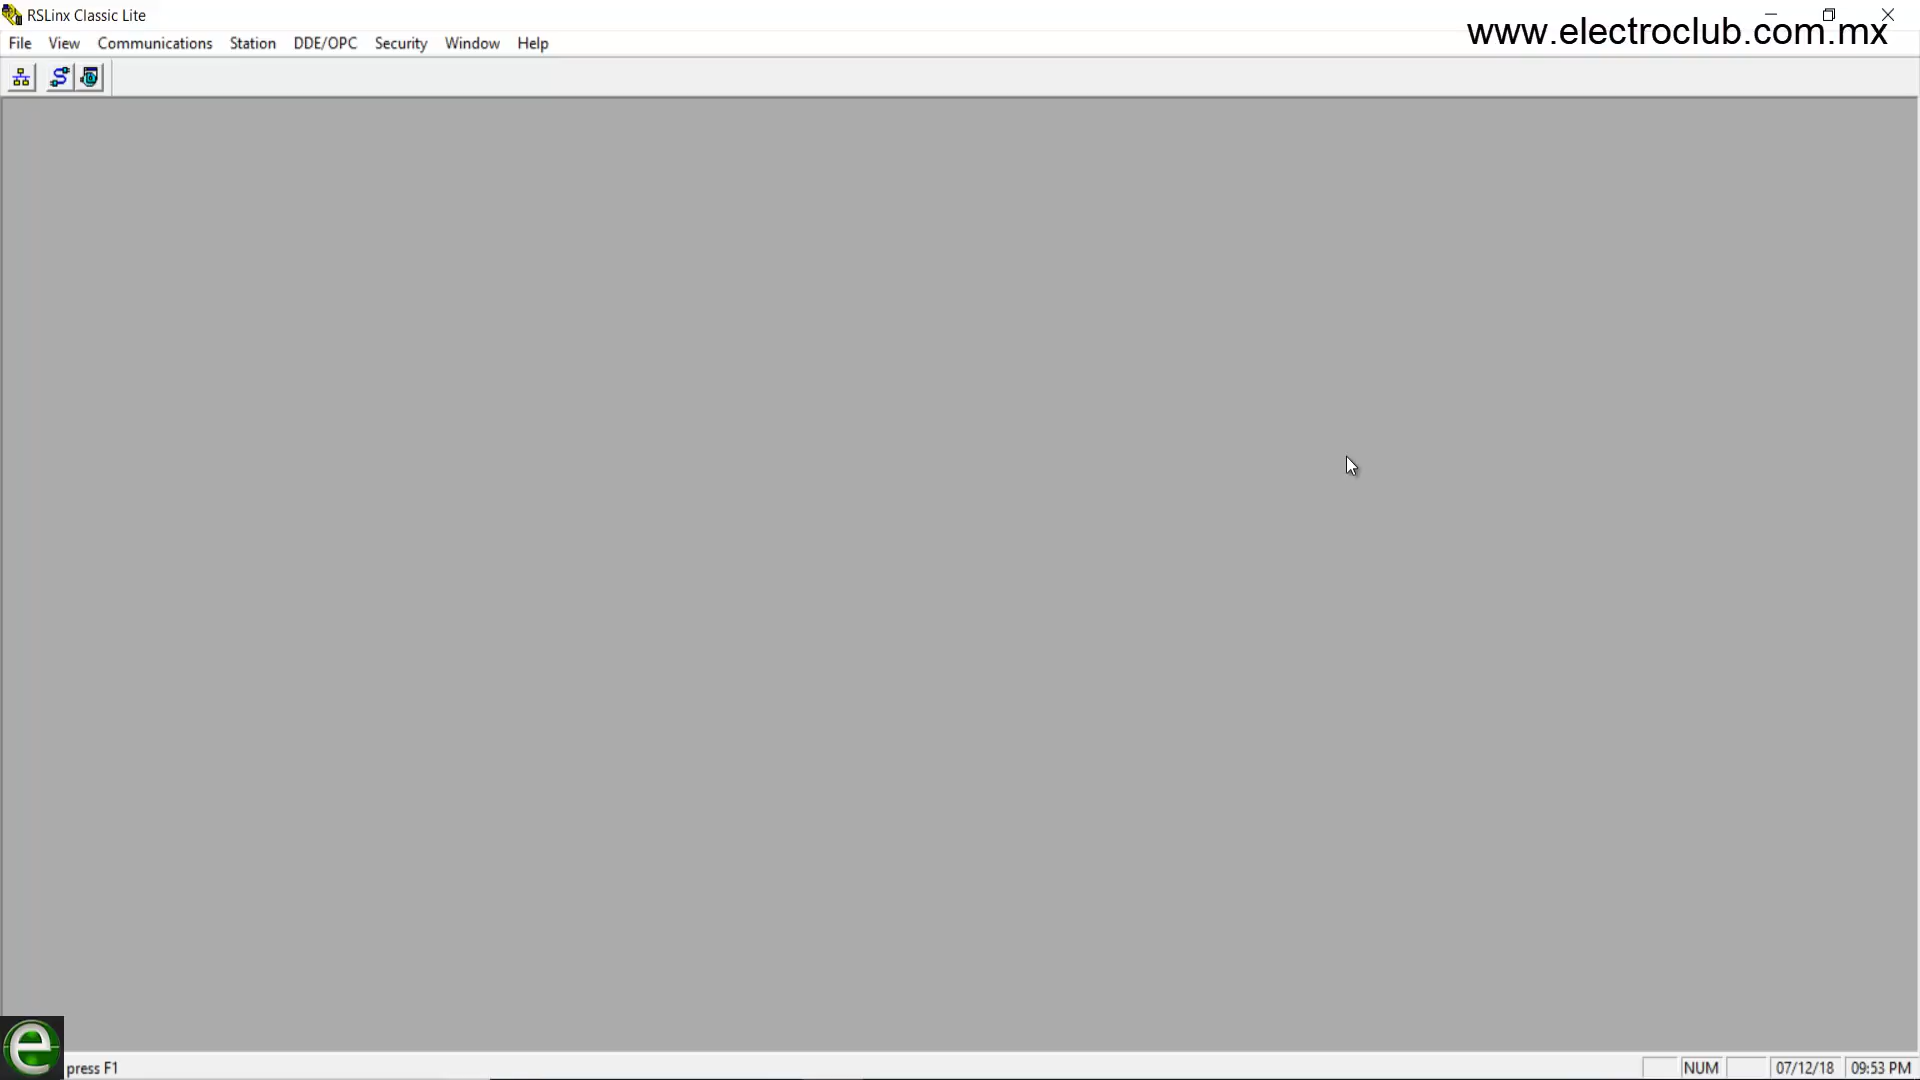 RSLinx Classic Lite
www.electroclub.com.mx
File View Communications Station DDE/OPC Security Window Help
e press F1 NUM 07/12/18 09:53 PM